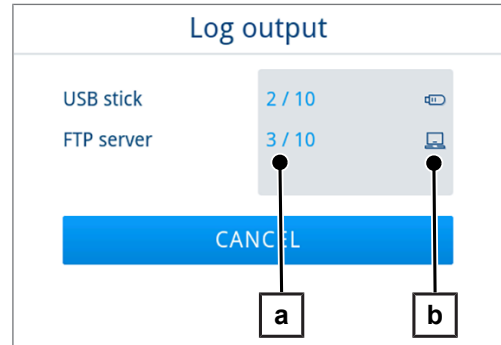 Log output
USB stick 2 / 10
FTP server 3 / 10
CANCEL
a b